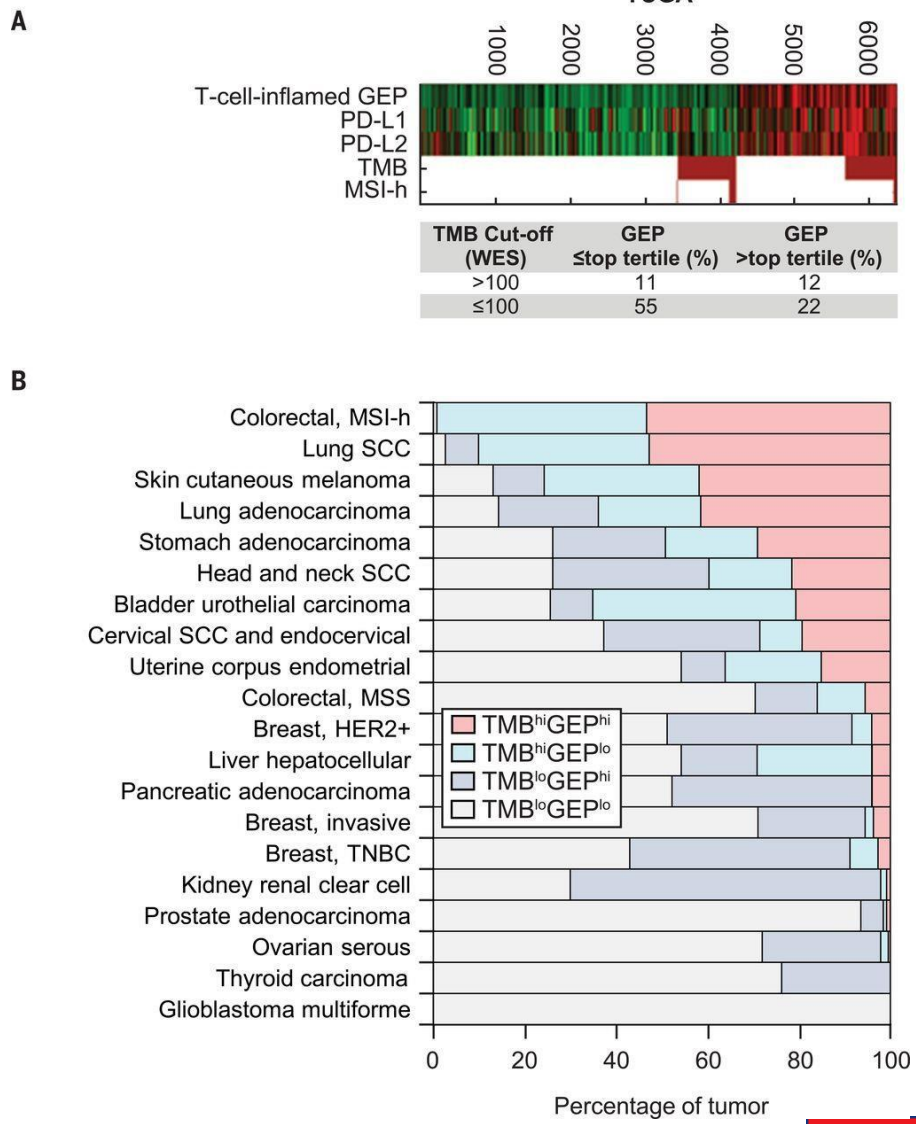 A
1000 2000 3000 4000 5000 6000
T-cell-inflamed GEP
PD-L1
PD-L2
TMB
MSI-h
TMB Cut-off (WES) GEP ≤top tertile (%) GEP >top tertile (%)
>100 11 12
≤100 55 22
B
Colorectal, MSI-h
Lung SCC
Skin cutaneous melanoma
Lung adenocarcinoma
Stomach adenocarcinoma
Head and neck SCC
Bladder urothelial carcinoma
Cervical SCC and endocervical
Uterine corpus endometrial
Colorectal, MSS
Breast, HER2+
Liver hepatocellular
Pancreatic adenocarcinoma
Breast, invasive
Breast, TNBC
Kidney renal clear cell
Prostate adenocarcinoma
Ovarian serous
Thyroid carcinoma
Glioblastoma multiforme
TMBhiGEPhi
TMBhiGEPlo
TMBloGEPhi
TMBloGEPlo
0 20 40 60 80 100
Percentage of tumor